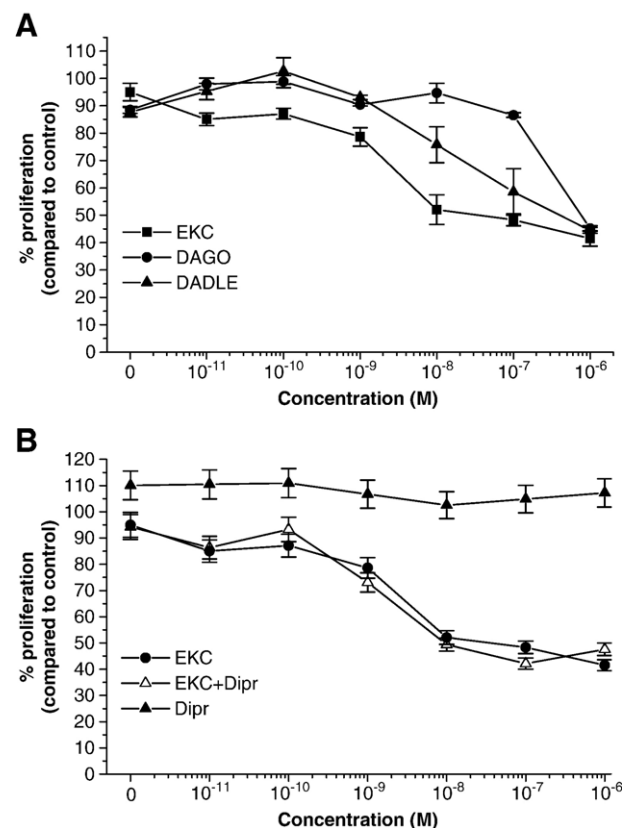 A
110
100
90
80
70
60
50
40
30
20
10
0
% proliferation
(compared to control)
EKC
DAGO
DADLE
0 10⁻¹¹ 10⁻¹⁰ 10⁻⁹ 10⁻⁸ 10⁻⁷ 10⁻⁶
Concentration (M)
B
120
110
100
90
80
70
60
50
40
30
20
10
0
% proliferation
(compared to control)
EKC
EKC+Dipr
Dipr
0 10⁻¹¹ 10⁻¹⁰ 10⁻⁹ 10⁻⁸ 10⁻⁷ 10⁻⁶
Concentration (M)